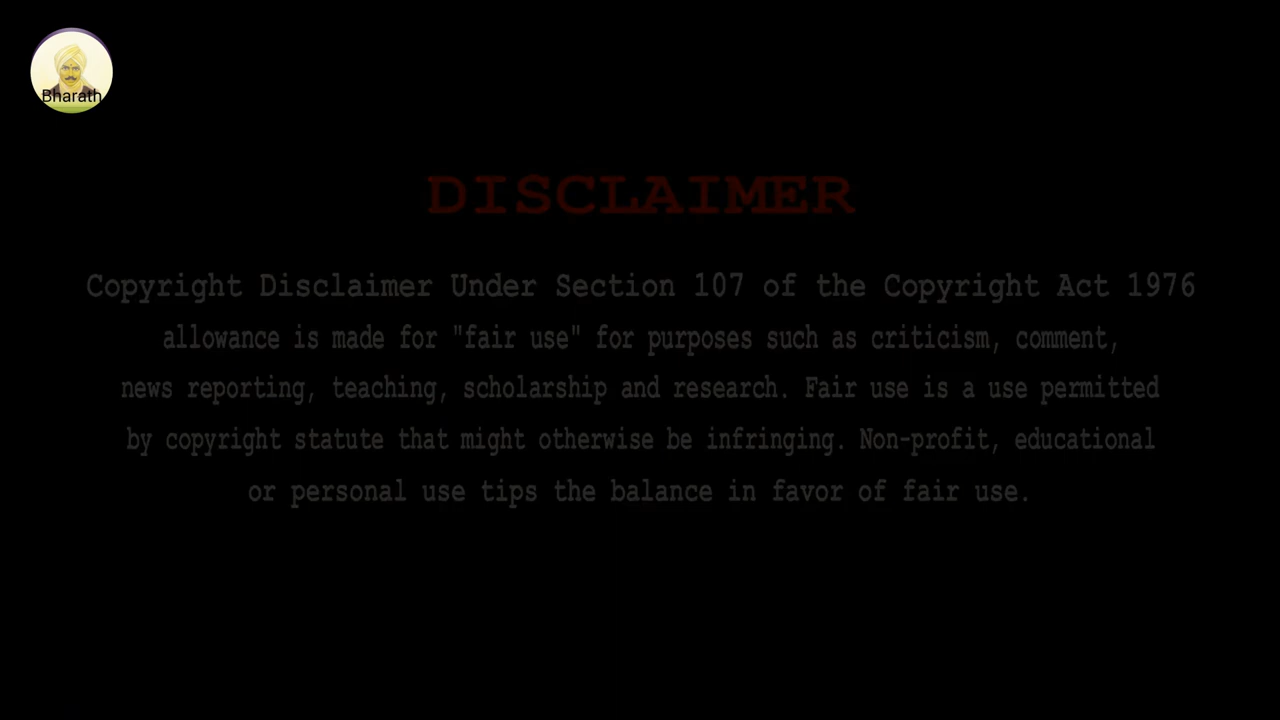 Bharath
DISCLAIMER
Copyright Disclaimer Under Section 107 of the Copyright Act 1976
allowance is made for "fair use" for purposes such as criticism, comment,
news reporting, teaching, scholarship and research. Fair use is a use permitted
by copyright statute that might otherwise be infringing. Non-profit, educational
or personal use tips the balance in favor of fair use.